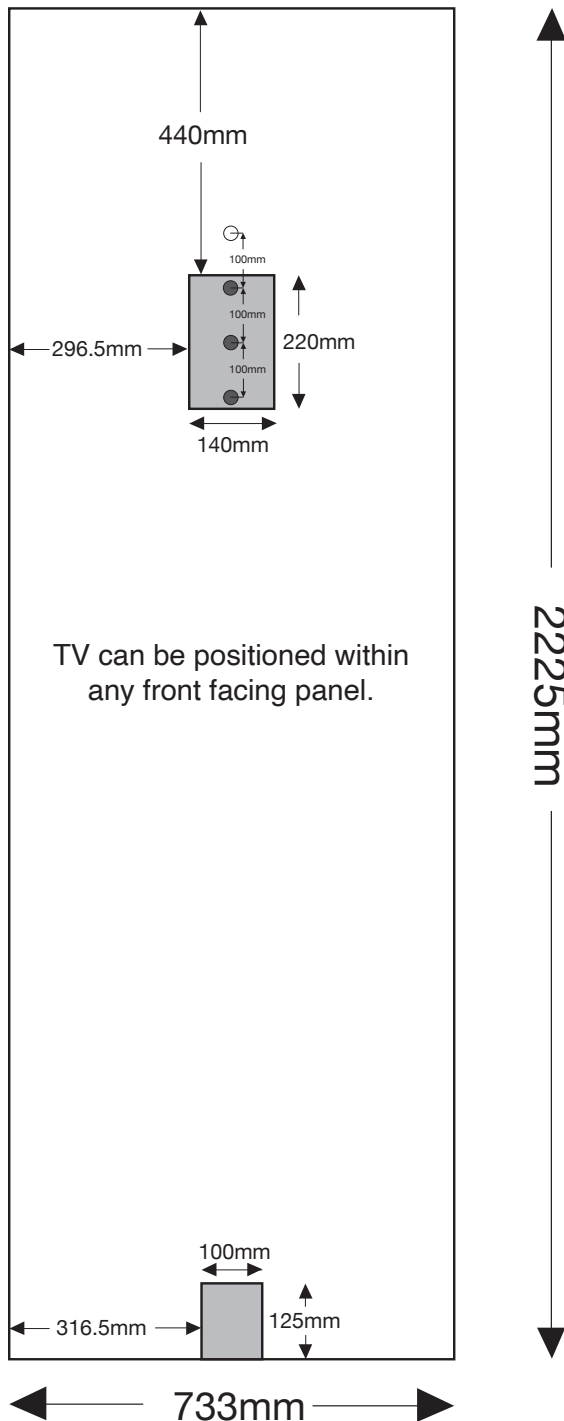 440mm
100mm
100mm
296.5mm
220mm
100mm
140mm
TV can be positioned within
any front facing panel.
2225mm
100mm
316.5mm
125mm
733mm